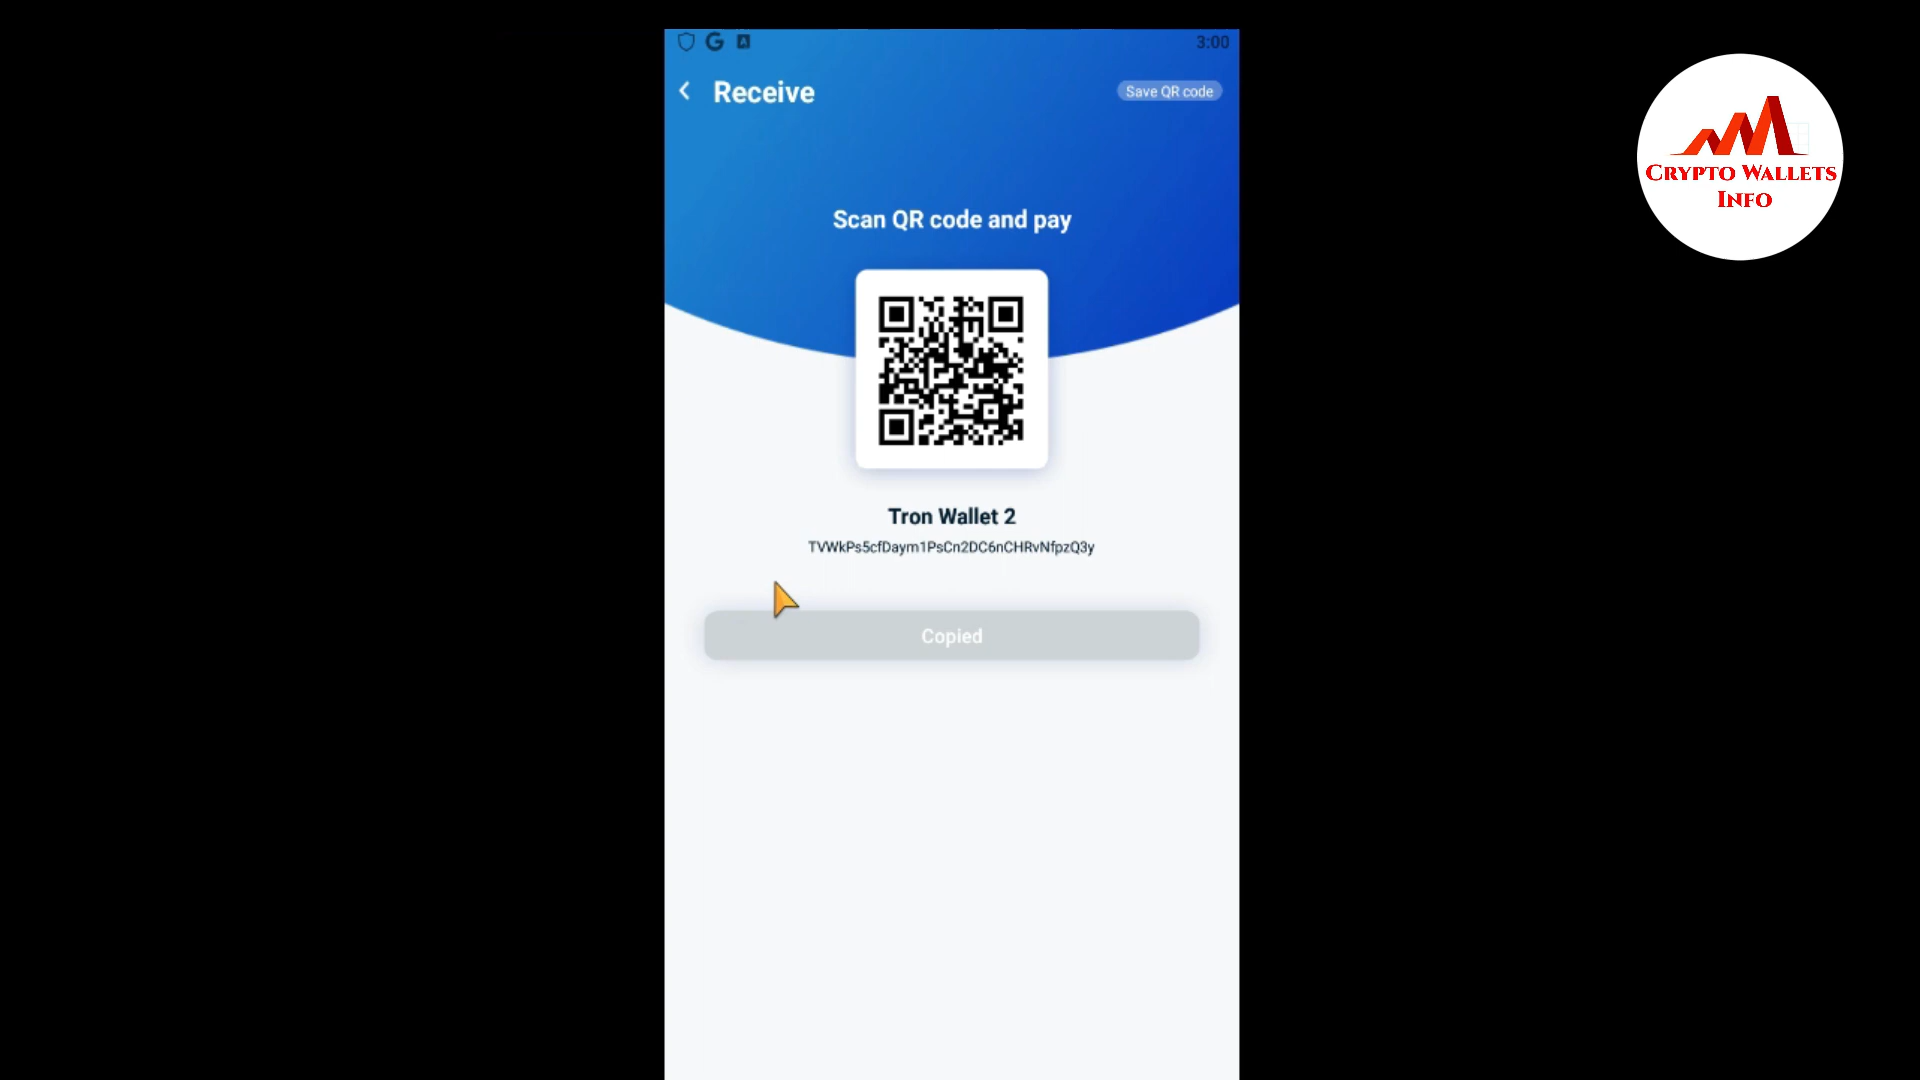 3:00
Receive
Save QR code
Scan QR code and pay
Tron Wallet 2
TVWkPs5cfDaym1PsCn2DC6nCHRvNfpzQ3y
Copied
Crypto Wallets
Info